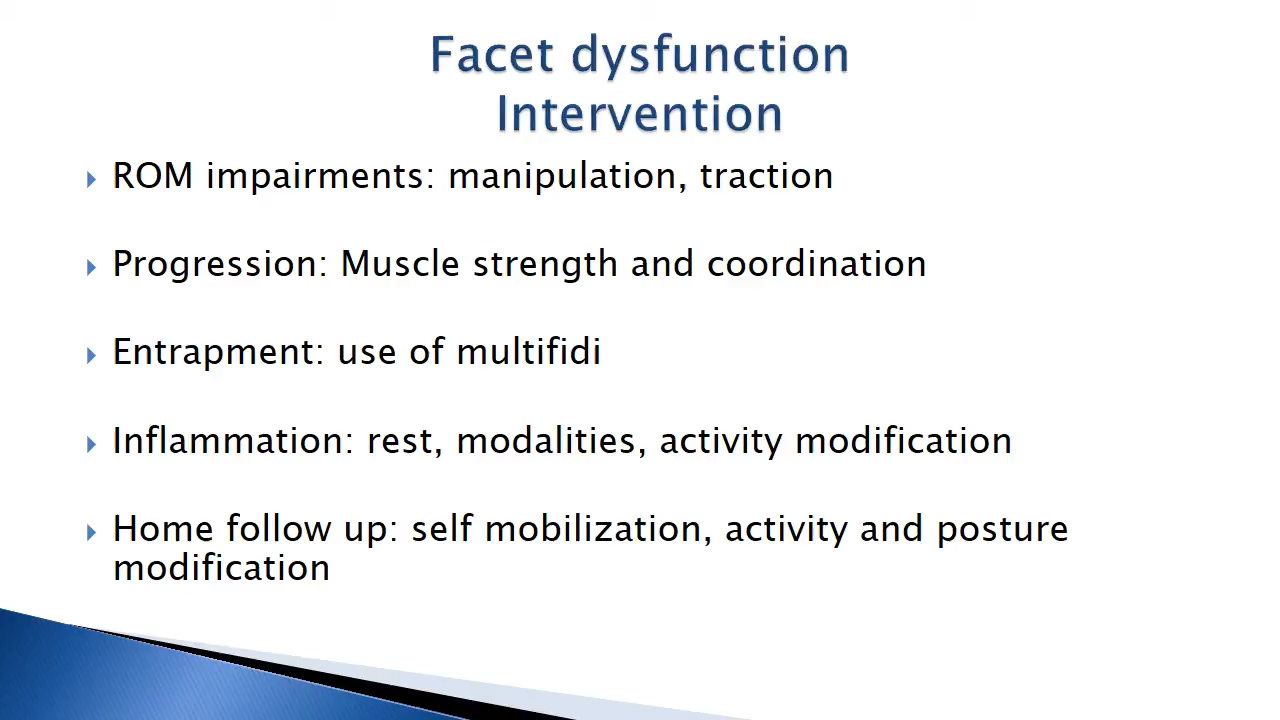 Facet dysfunction
Intervention
ROM impairments: manipulation, traction
Progression: Muscle strength and coordination
Entrapment: use of multifidi
Inflammation: rest, modalities, activity modification
Home follow up: self mobilization, activity and posture
modification